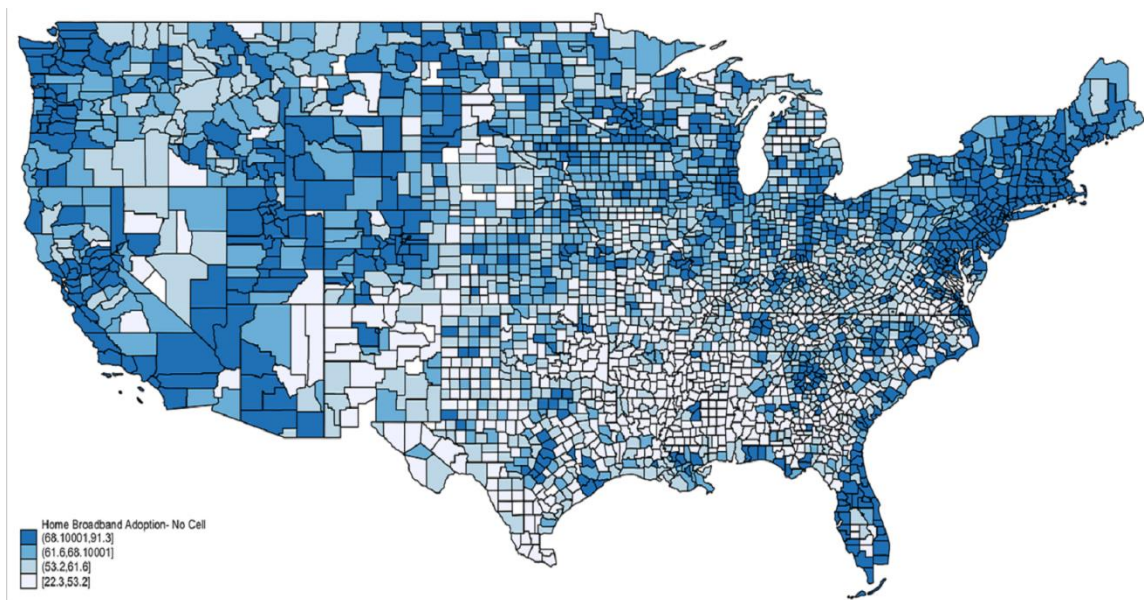 Home Broadband Adoption- No Cell
(68.10001,91.3]
(61.6,68.10001]
(53.2,61.6]
[22.3,53.2]